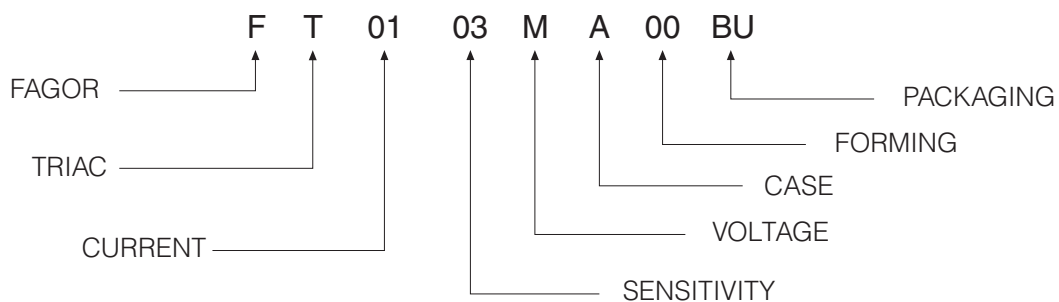 F T 01 03 M A 00 BU
FAGOR
PACKAGING
FORMING
TRIAC
CASE
VOLTAGE
CURRENT
SENSITIVITY